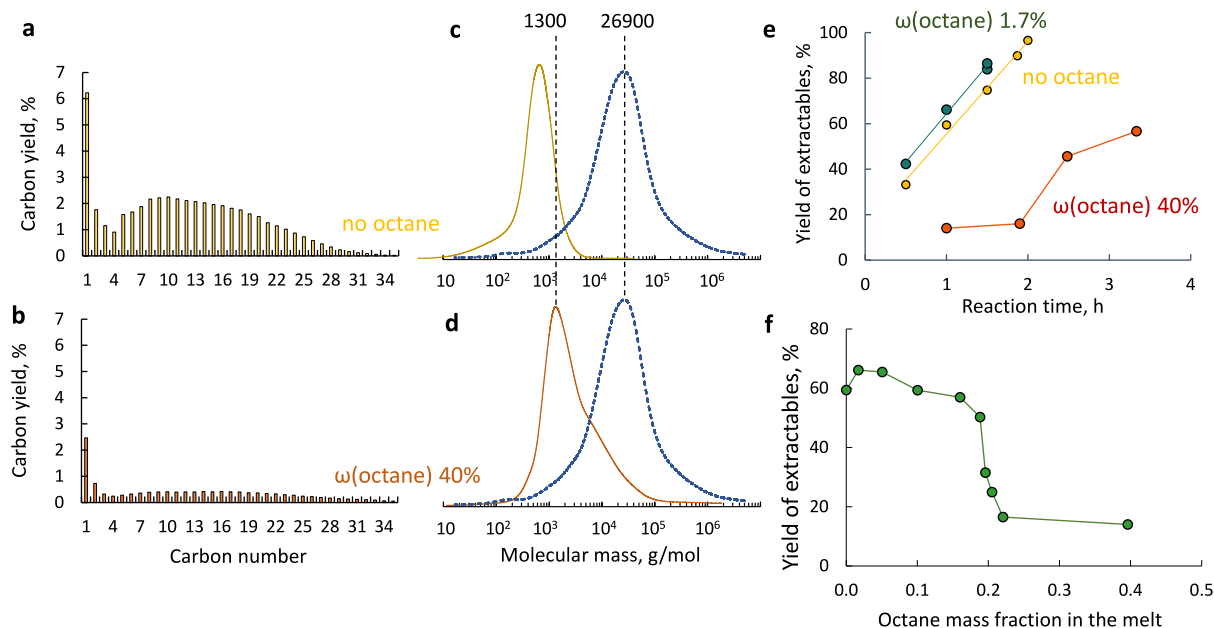 a
Carbon yield, %
7
6
5
4
3
2
1
0
1 4 7 10 13 16 19 22 25 28 31 34
no octane
b
Carbon yield, %
7
6
5
4
3
2
1
0
1 4 7 10 13 16 19 22 25 28 31 34
Carbon number
ω(octane) 40%
c
1300 26900
10 10² 10³ 10⁴ 10⁵ 10⁶
d
10 10² 10³ 10⁴ 10⁵ 10⁶
Molecular mass, g/mol
e
ω(octane) 1.7%
no octane
ω(octane) 40%
Yield of extractables, %
100
80
60
40
20
0
0 1 2 3 4
Reaction time, h
f
Yield of extractables, %
80
60
40
20
0
0.0 0.1 0.2 0.3 0.4 0.5
Octane mass fraction in the melt